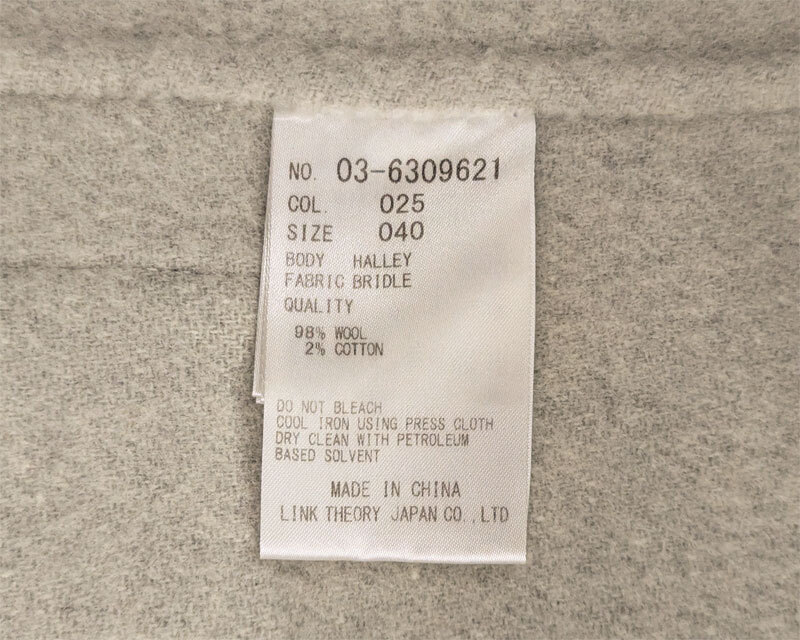 NO. 03-6309621
COL. 025
SIZE 040
BODY HALLEY
FABRIC BRIDLE
QUALITY
98% WOOL
2% COTTON
DO NOT BLEACH
COOL IRON USING PRESS CLOTH
DRY CLEAN WITH PETROLEUM
BASED SOLVENT
MADE IN CHINA
LINK THEORY JAPAN CO.,LTD